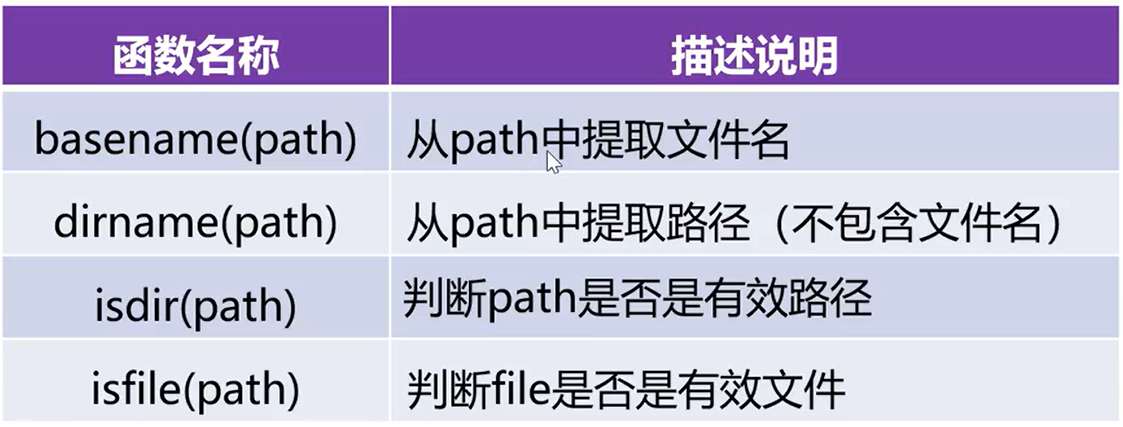 函数名称 描述说明
basename(path) 从path中提取文件名
dirname(path) 从path中提取路径（不包含文件名）
isdir(path) 判断path是否是有效路径
isfile(path) 判断file是否是有效文件